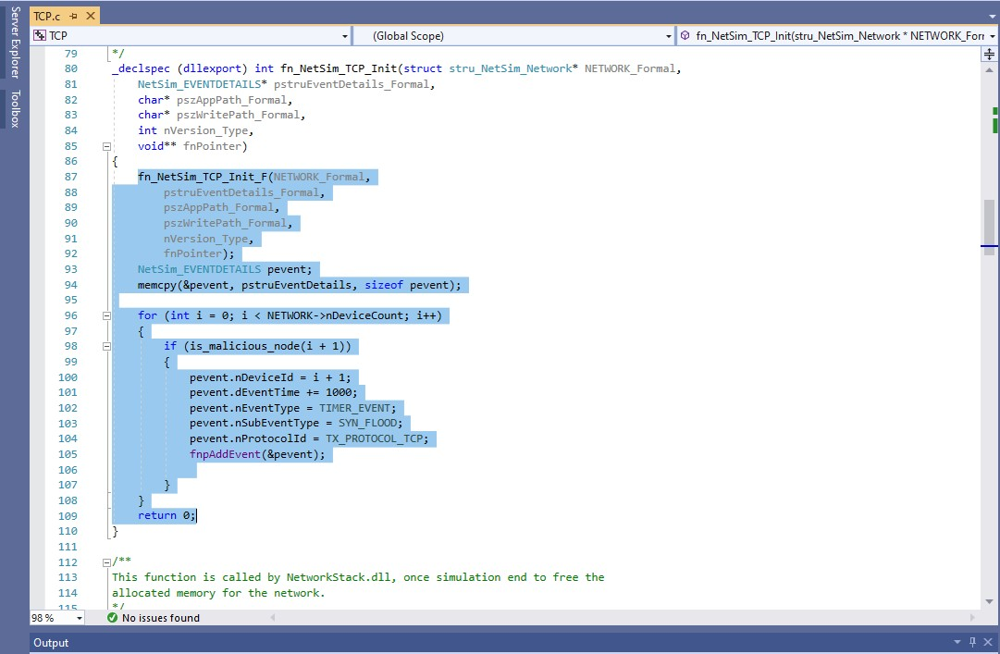 Server Explorer
Toolbox
TCP.c
TCP
(Global Scope)
fn_NetSim_TCP_Init(stru_NetSim_Network * NETWORK_Forr
79 */
80 _declspec (dllexport) int fn_NetSim_TCP_Init(struct stru_NetSim_Network* NETWORK_Formal,
81 NetSim_EVENTDETAILS* pstruEventDetails_Formal,
82 char* pszAppPath_Formal,
83 char* pszWritePath_Formal,
84 int nVersion_Type,
85 void** fnPointer)
86 {
87 fn_NetSim_TCP_Init_F(NETWORK_Formal,
88 pstruEventDetails_Formal,
89 pszAppPath_Formal,
90 pszWritePath_Formal,
91 nVersion_Type,
92 fnPointer);
93 NetSim_EVENTDETAILS pevent;
94 memcpy(&pevent, pstruEventDetails, sizeof pevent);
95
96 for (int i = 0; i < NETWORK->nDeviceCount; i++)
97 {
98 if (is_malicious_node(i + 1))
99 {
100 pevent.nDeviceId = i + 1;
101 pevent.dEventTime += 1000;
102 pevent.nEventType = TIMER_EVENT;
103 pevent.nSubEventType = SYN_FLOOD;
104 pevent.nProtocolId = TX_PROTOCOL_TCP;
105 fnpAddEvent(&pevent);
106
107 }
108 }
109 return 0;
110 }
111
112 /**
113 This function is called by NetworkStack.dll, once simulation end to free the
114 allocated memory for the network.
115 */
98 %
No issues found
Output